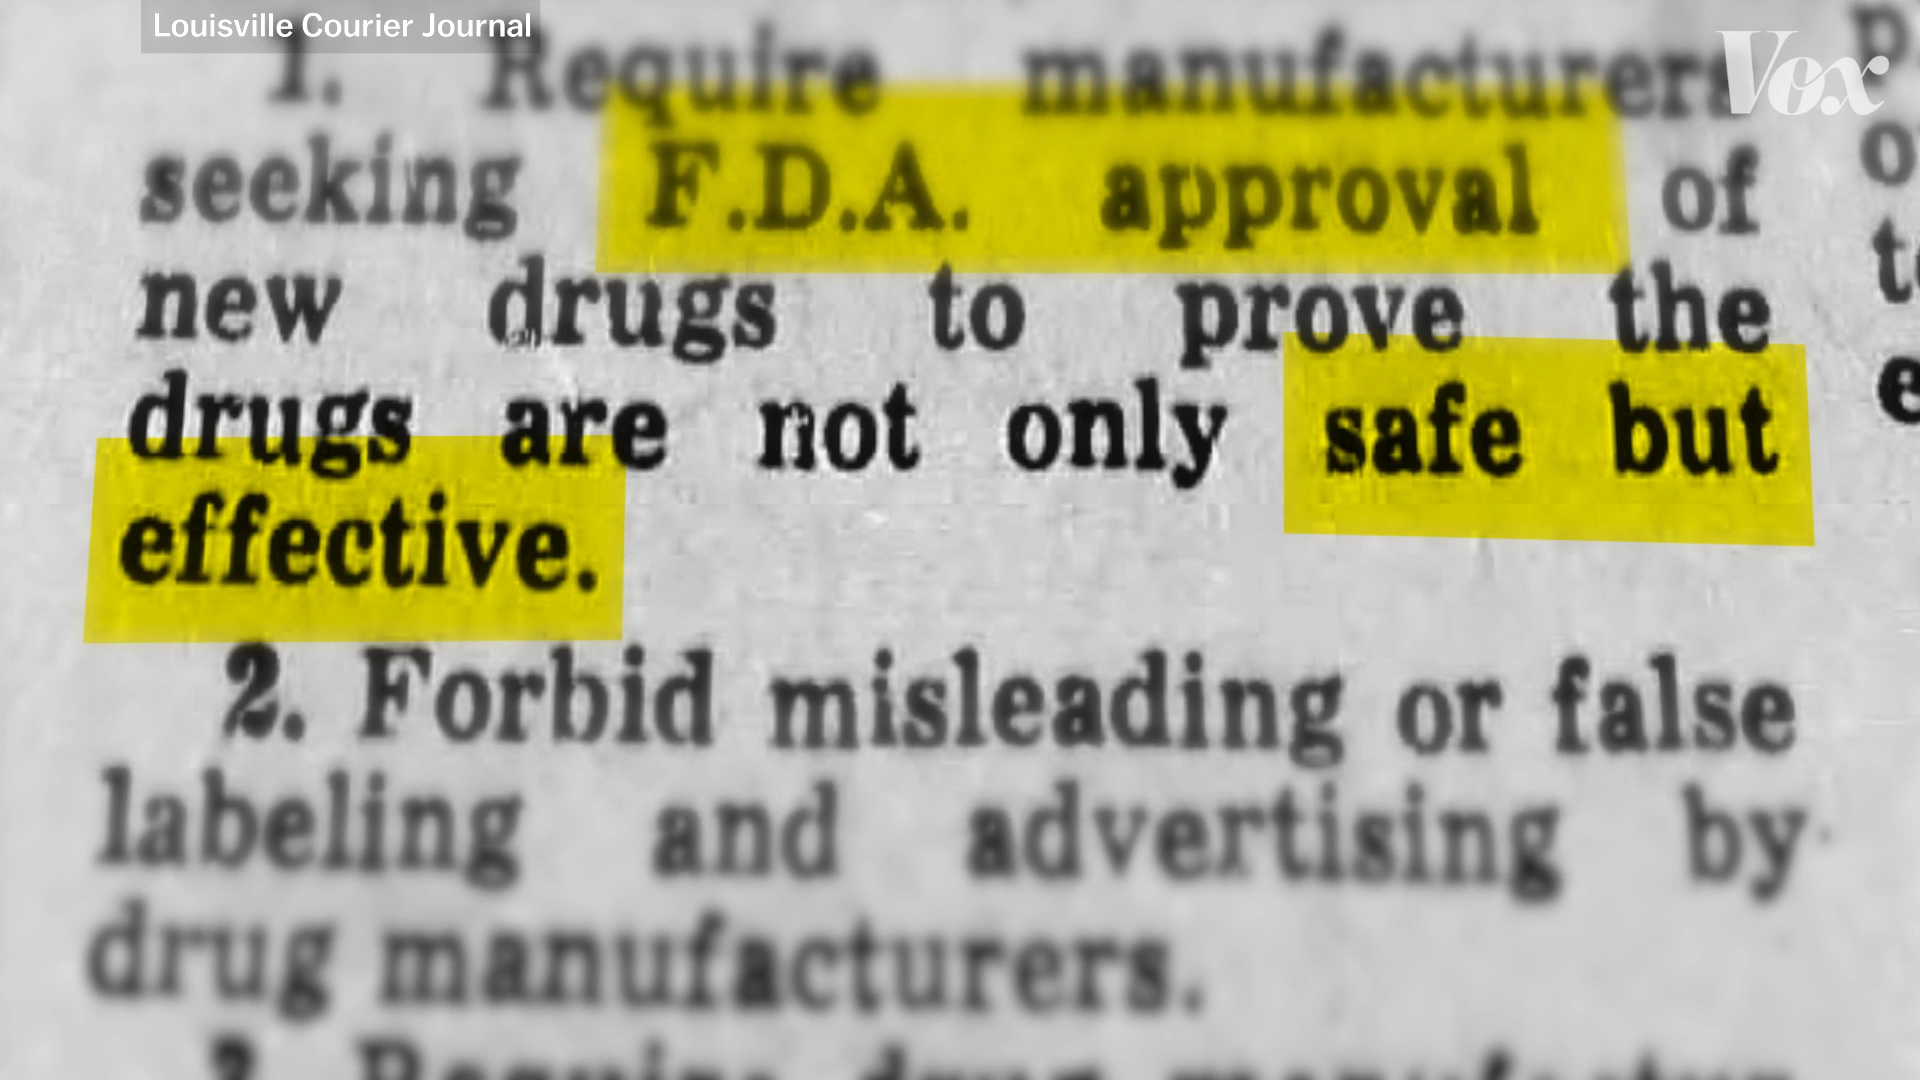 Louisville Courier Journal
Vox
1. Require manufacturers
seeking F.D.A. approval of
new drugs to prove the
drugs are not only safe but
effective.
2. Forbid misleading or false
labeling and advertising by
drug manufacturers.